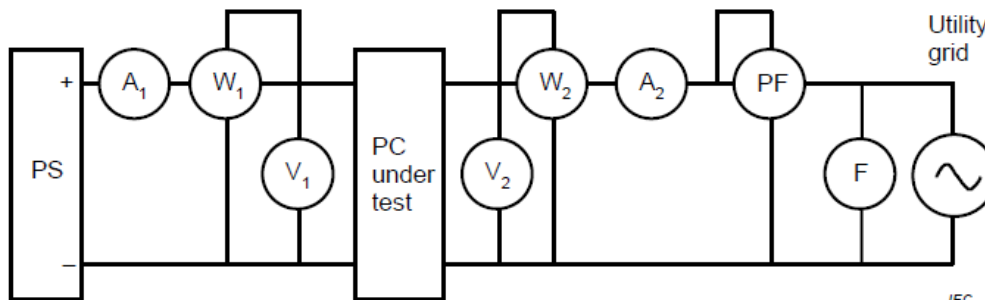 Utility
grid
+
A₁
W₁
W₂
A₂
PF
PS
V₁
PC
under
test
V₂
F
–